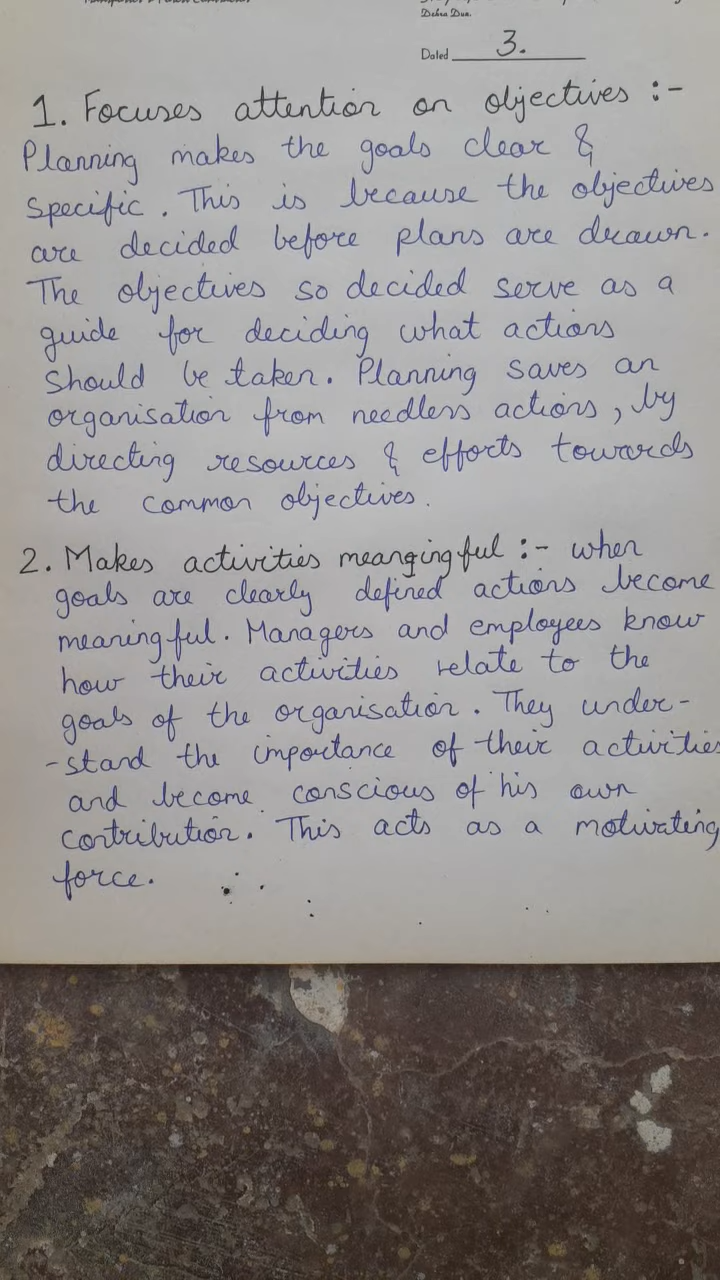 Dehra Dun.
Dated 3.
1. Focuses attention on objectives :-
Planning makes the goals clear &
specific. This is because the objectives
are decided before plans are drawn.
The objectives so decided serve as a
guide for deciding what actions
should be taken. Planning saves an
organisation from needless actions, by
directing resources & efforts towards
the common objectives.
2. Makes activities meangingful :- when
goals are clearly defined actions become
meaningful. Managers and employees know
how their activities relate to the
goals of the organisation. They under-
-stand the importance of their activities
and become conscious of his own
contribution. This acts as a motivating
force.